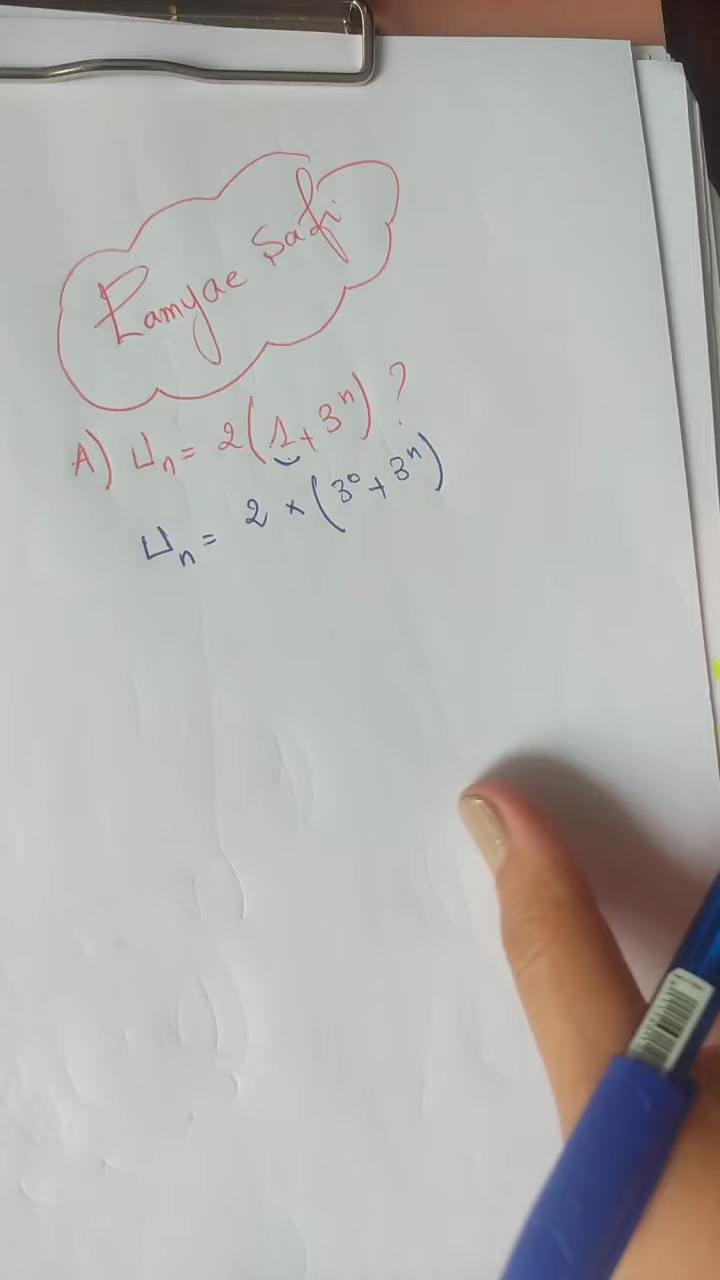 Ramyae Safi
A) Un = 2(1+3ⁿ) ?
Un = 2 × (3⁰ + 3ⁿ)